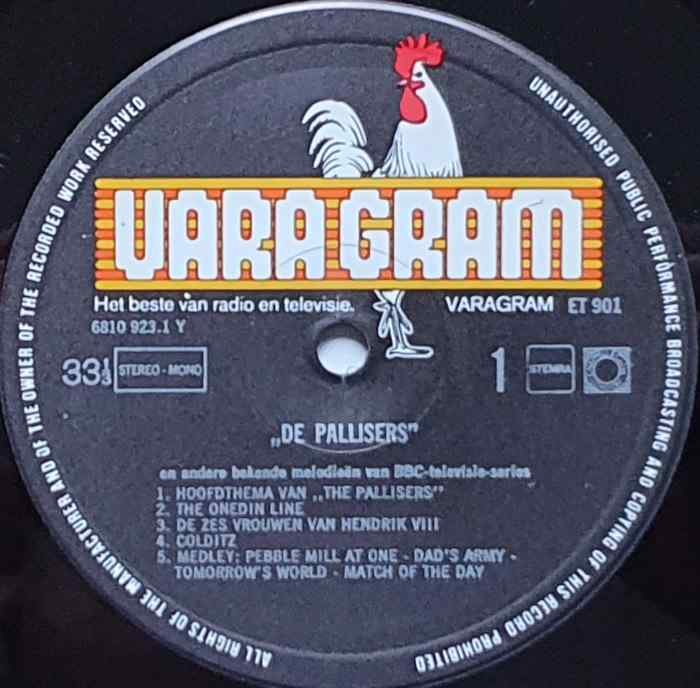 VARAGRAM
Het beste van radio en televisie.
VARAGRAM ET 901
6810 923.1 Y
33⅓ STEREO - MONO
1 STEMRA
„DE PALLISERS”
en andere bekende melodieën van BBC-televisie-series
1. HOOFDTHEMA VAN „THE PALLISERS”
2. THE ONEDIN LINE
3. DE ZES VROUWEN VAN HENDRIK VIII
4. COLDITZ
5. MEDLEY: PEBBLE MILL AT ONE - DAD'S ARMY -
TOMORROW'S WORLD - MATCH OF THE DAY
ALL RIGHTS OF THE MANUFACTURER AND OF THE OWNER OF THE RECORDED WORK RESERVED
UNAUTHORISED PUBLIC PERFORMANCE BROADCASTING AND COPYING OF THIS RECORD PROHIBITED